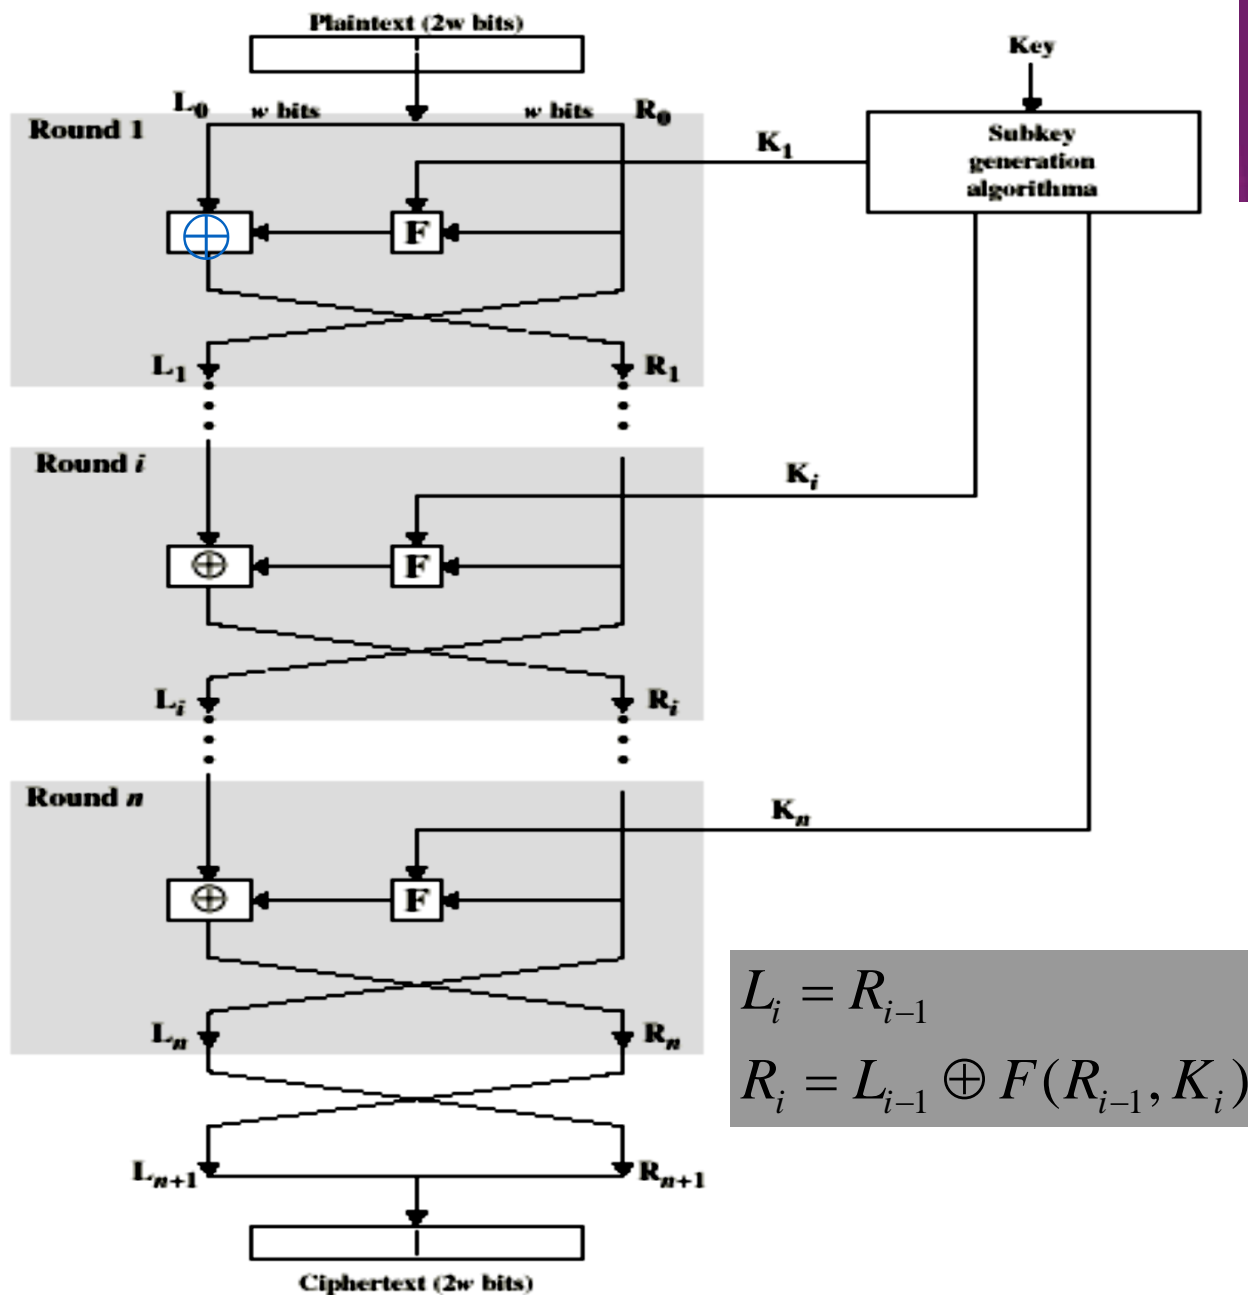 Plaintext (2w bits)
Key
L₀ w bits w bits R₀
Round 1
Subkey
generation
algorithma
K₁
F
L₁ R₁
Round i
Kᵢ
⊕ F
Lᵢ Rᵢ
Round n
Kₙ
⊕ F
Lₙ Rₙ
Lᵢ = Rᵢ₋₁
Rᵢ = Lᵢ₋₁ ⊕ F(Rᵢ₋₁, Kᵢ)
Lₙ₊₁ Rₙ₊₁
Ciphertext (2w bits)